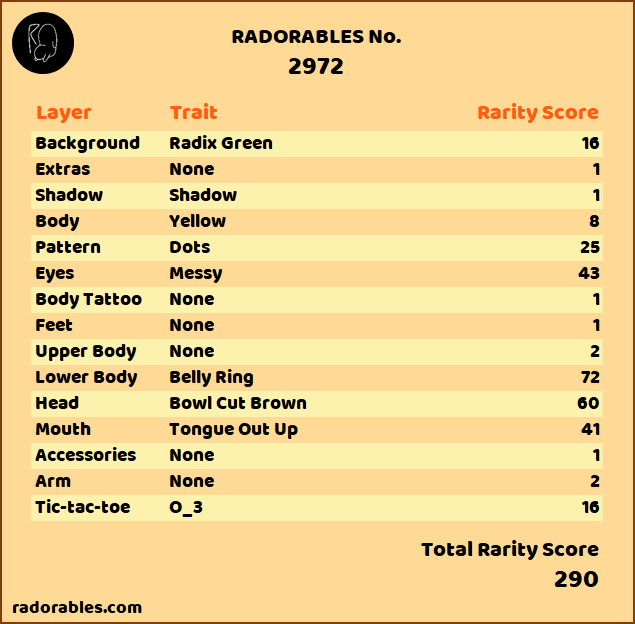 RADORABLES No.
2972
Layer Trait Rarity Score
Background Radix Green 16
Extras None 1
Shadow Shadow 1
Body Yellow 8
Pattern Dots 25
Eyes Messy 43
Body Tattoo None 1
Feet None 1
Upper Body None 2
Lower Body Belly Ring 72
Head Bowl Cut Brown 60
Mouth Tongue Out Up 41
Accessories None 1
Arm None 2
Tic-tac-toe O_3 16
Total Rarity Score
290
radorables.com